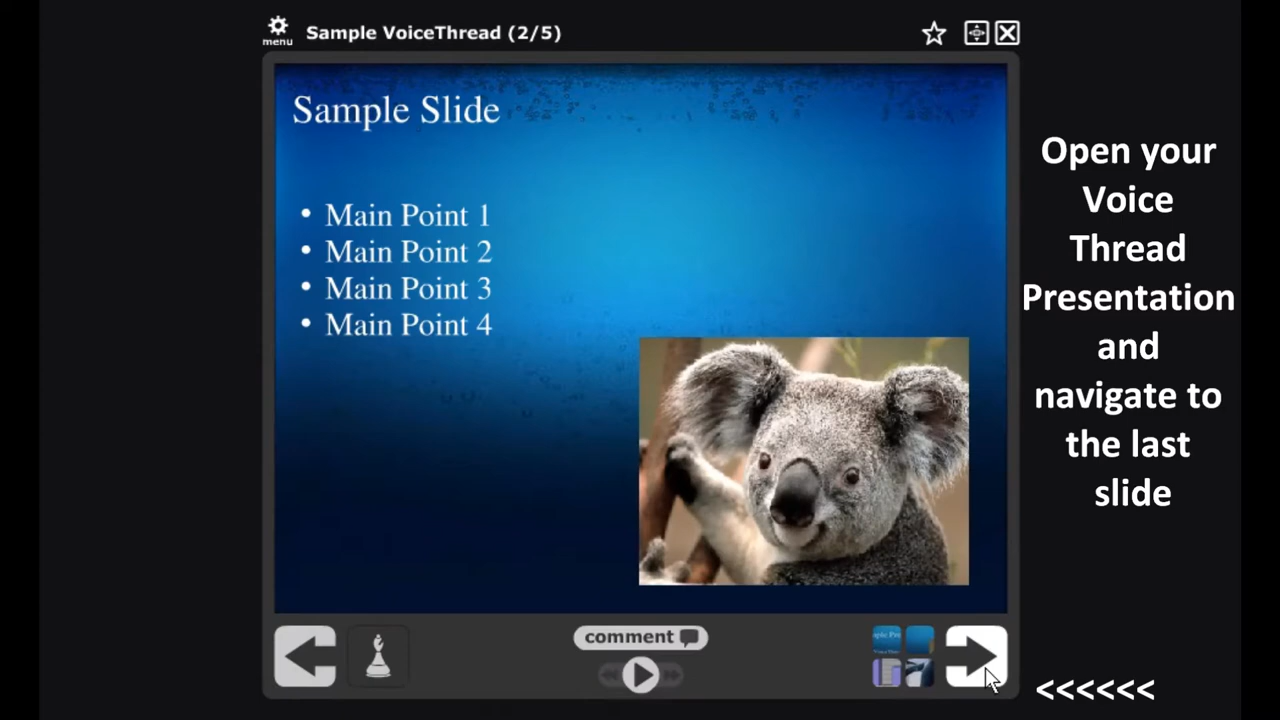 menu
Sample VoiceThread (2/5)
Sample Slide
• Main Point 1
• Main Point 2
• Main Point 3
• Main Point 4
comment
Open your
Voice
Thread
Presentation
and
navigate to
the last
slide
<<<<<<